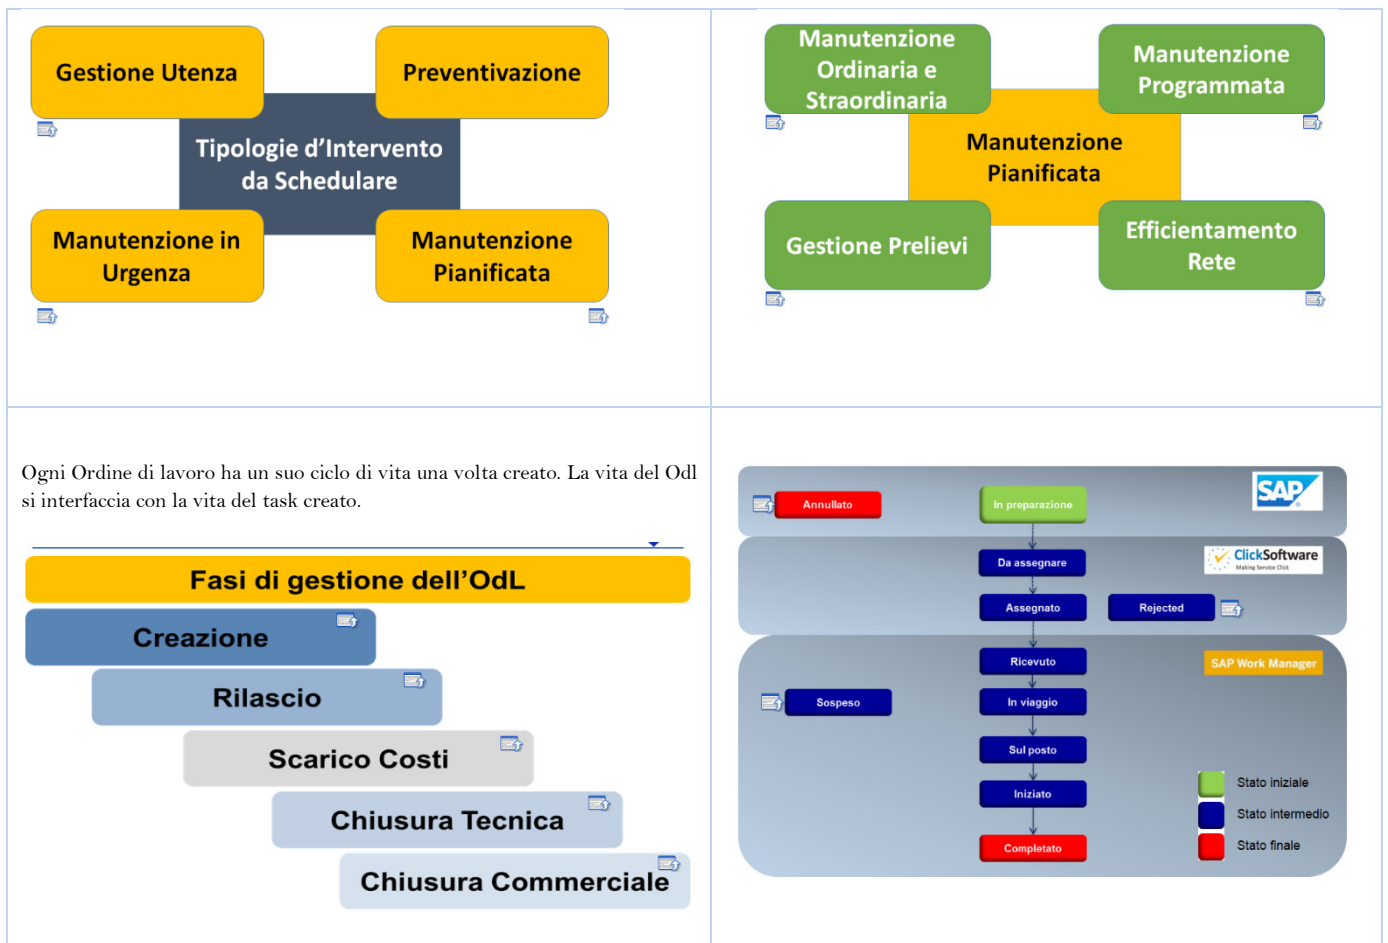 Gestione Utenza
Preventivazione
Tipologie d'Intervento
da Schedulare
Manutenzione in
Urgenza
Manutenzione
Pianificata
Manutenzione
Ordinaria e
Straordinaria
Manutenzione
Programmata
Manutenzione
Pianificata
Gestione Prelievi
Efficientamento
Rete
Ogni Ordine di lavoro ha un suo ciclo di vita una volta creato. La vita del Odl
si interfaccia con la vita del task creato.
Fasi di gestione dell'OdL
Creazione
Rilascio
Scarico Costi
Chiusura Tecnica
Chiusura Commerciale
SAP
Annullato
In preparazione
ClickSoftware
Making Service Click
Da assegnare
Assegnato
Rejected
Ricevuto
SAP Work Manager
Sospeso
In viaggio
Sul posto
Iniziato
Completato
Stato iniziale
Stato intermedio
Stato finale